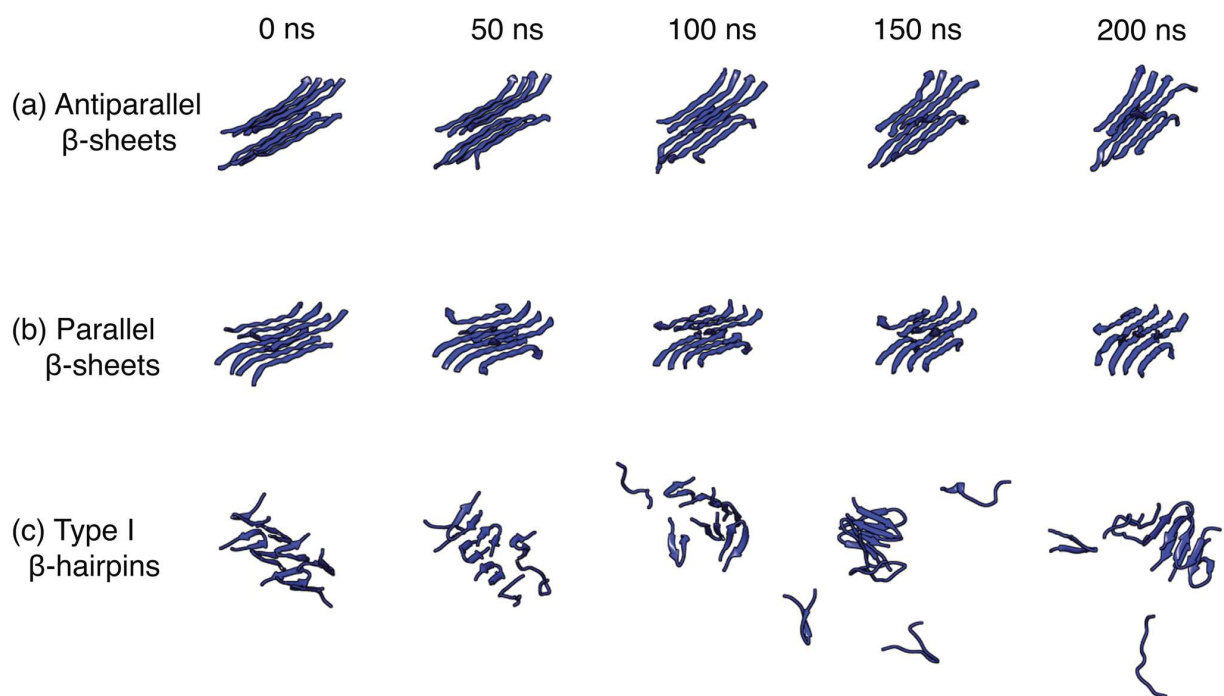 0 ns 50 ns 100 ns 150 ns 200 ns
(a) Antiparallel
β-sheets
(b) Parallel
β-sheets
(c) Type I
β-hairpins